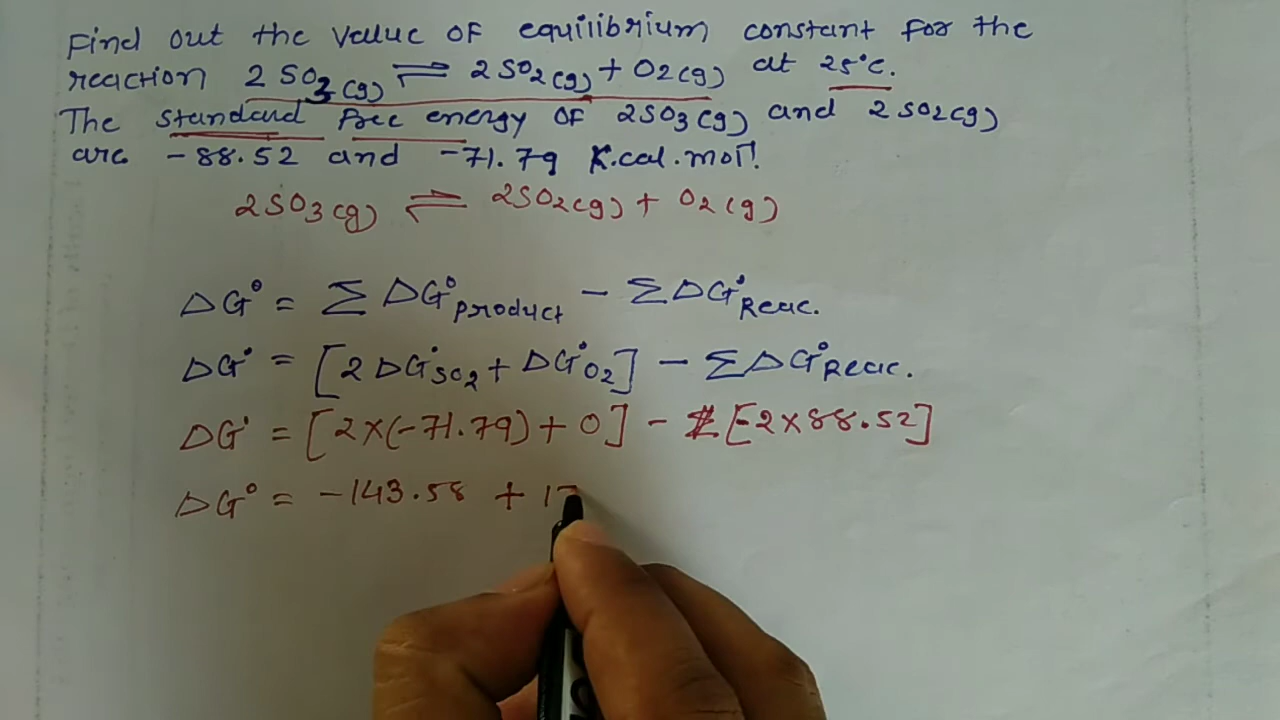 Find out the value OF equilibrium constant For the
reaction 2 SO3(g) ⇌ 2SO2(g) + O2(g) at 25°C.
The standard free energy OF 2SO3(g) and 2SO2(g)
are -88.52 and -71.79 K.cal.mol⁻¹.
2SO3(g) ⇌ 2SO2(g) + O2(g)
ΔG° = ΣΔG°Product - ΣΔG°Reac.
ΔG° = [2ΔG°SO2 + ΔG°O2] - ΣΔG°Reac.
ΔG° = [2×(-71.79) + 0] - [-2×88.52]
ΔG° = -143.58 + 17